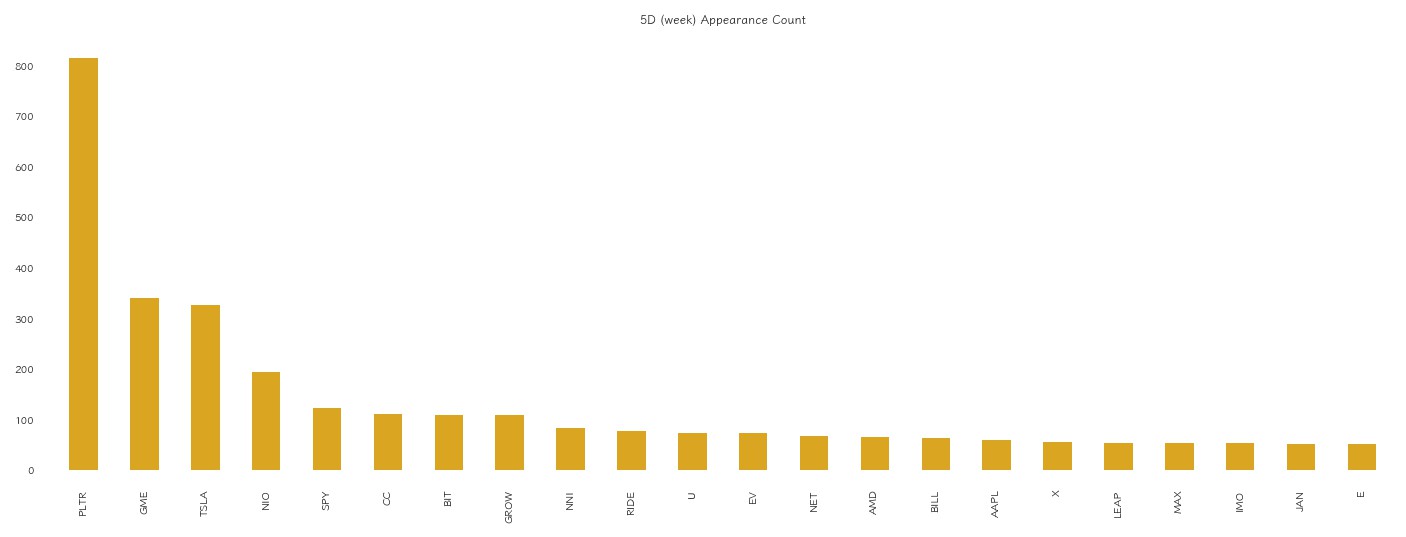 5D (week) Appearance Count
800
700
600
500
400
300
200
100
0
PLTR
GME
TSLA
NIO
SPY
CC
BIT
GROW
NNI
RIDE
U
EV
NET
AMD
BILL
AAPL
X
LEAP
MAX
IMO
JAN
E